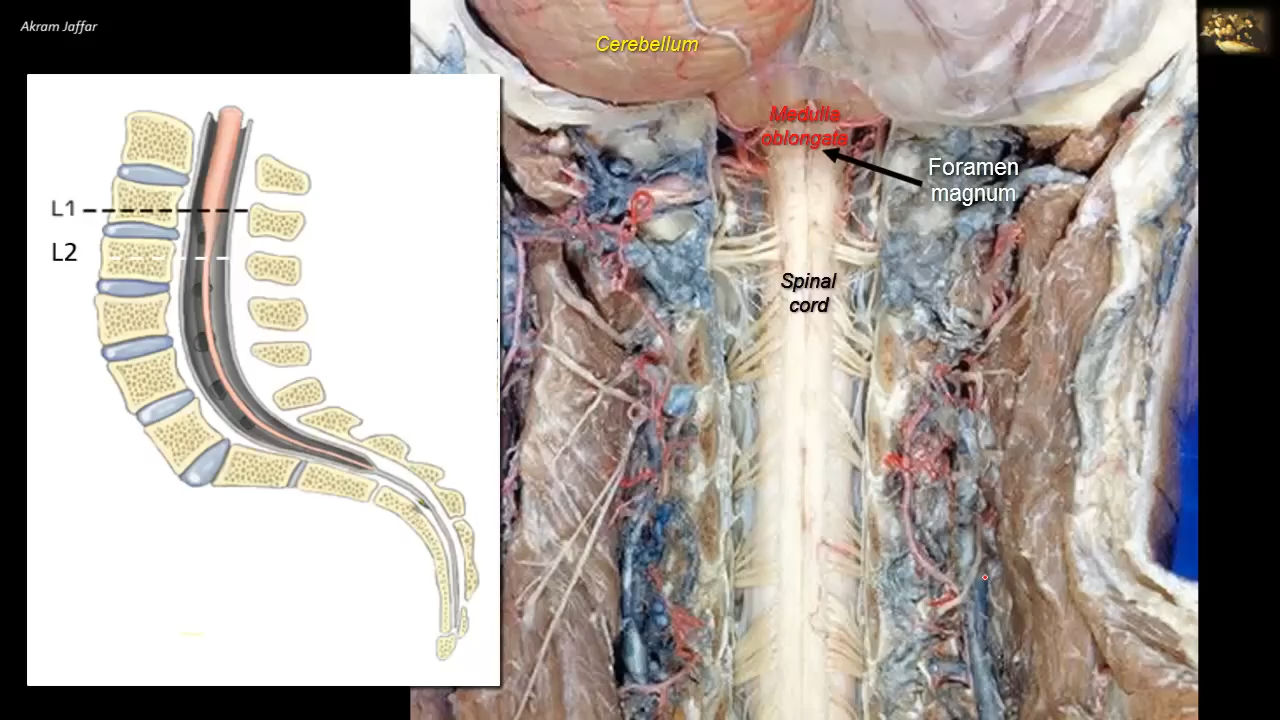 Akram Jaffar
Cerebellum
Medulla
oblongata
Foramen
magnum
L1
L2
Spinal
cord